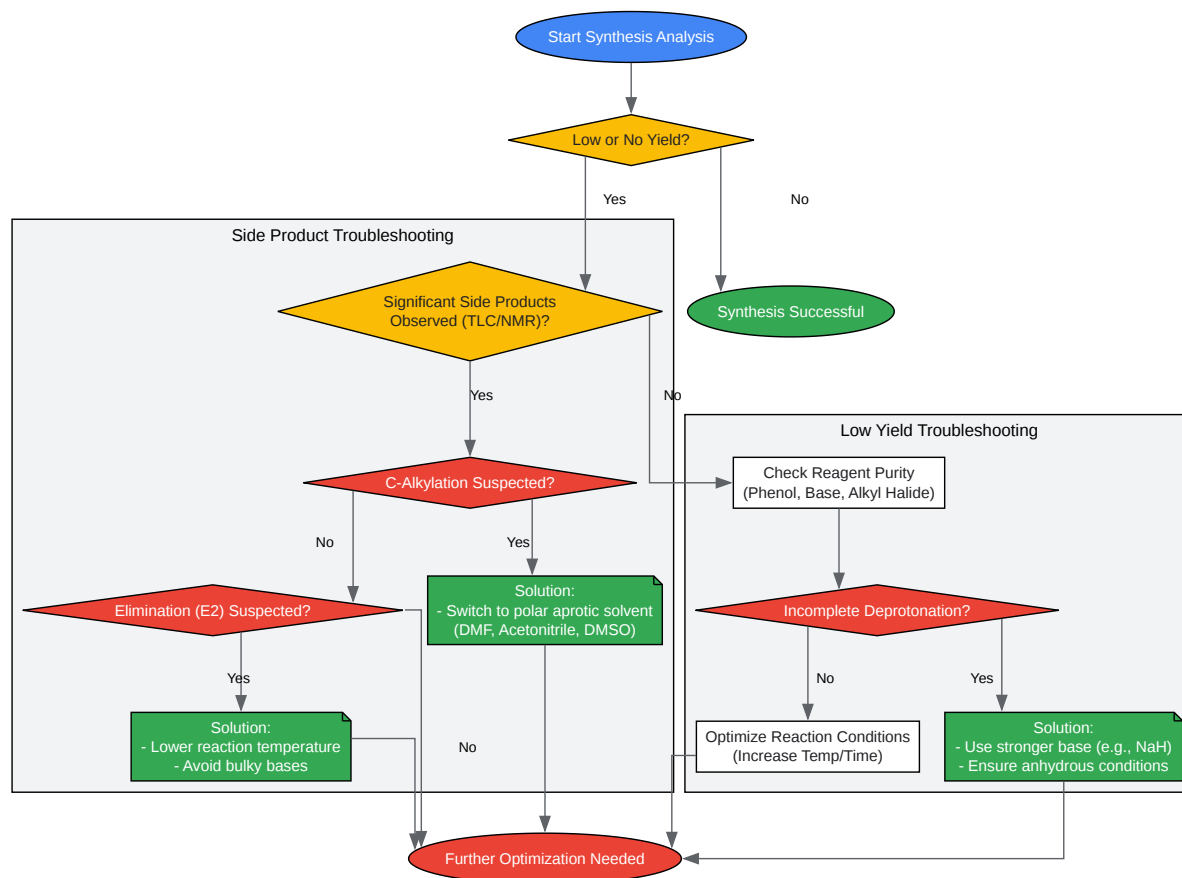 Start Synthesis Analysis
Low or No Yield?
Yes
No
Side Product Troubleshooting
Significant Side Products
Observed (TLC/NMR)?
Synthesis Successful
Yes
No
Low Yield Troubleshooting
C-Alkylation Suspected?
Check Reagent Purity
(Phenol, Base, Alkyl Halide)
No
Yes
Elimination (E2) Suspected?
Solution:
- Switch to polar aprotic solvent
(DMF, Acetonitrile, DMSO)
Incomplete Deprotonation?
Yes
No
Yes
Solution:
- Lower reaction temperature
- Avoid bulky bases
No
Optimize Reaction Conditions
(Increase Temp/Time)
Solution:
- Use stronger base (e.g., NaH)
- Ensure anhydrous conditions
Further Optimization Needed